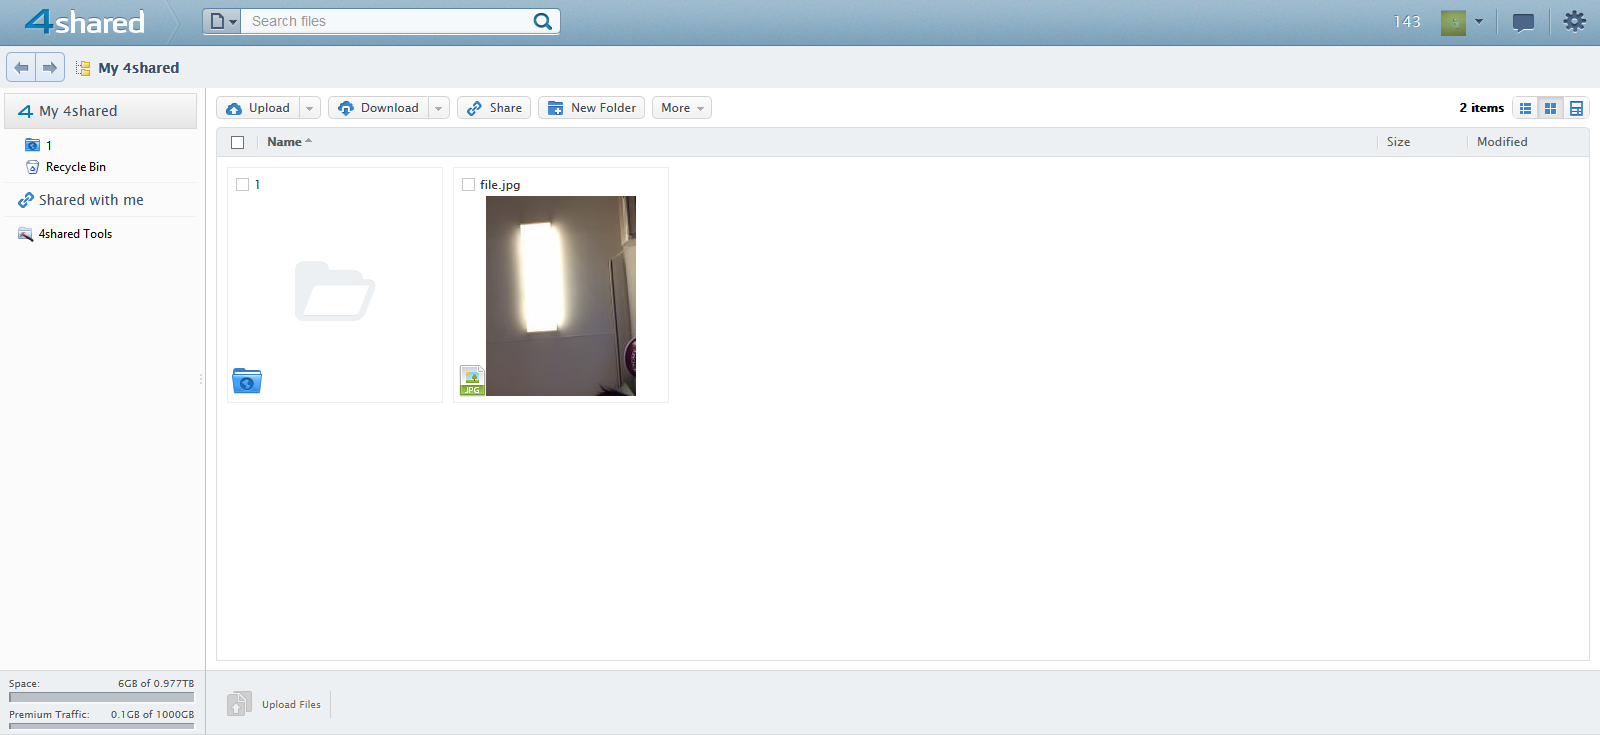 4shared
Search files
143
My 4shared
4 My 4shared
1
Recycle Bin
Shared with me
4shared Tools
Upload
Download
Share
New Folder
More
2 items
Name
Size
Modified
1
file.jpg
JPG
Space: 6GB of 0.977TB
Premium Traffic: 0.1GB of 1000GB
Upload Files